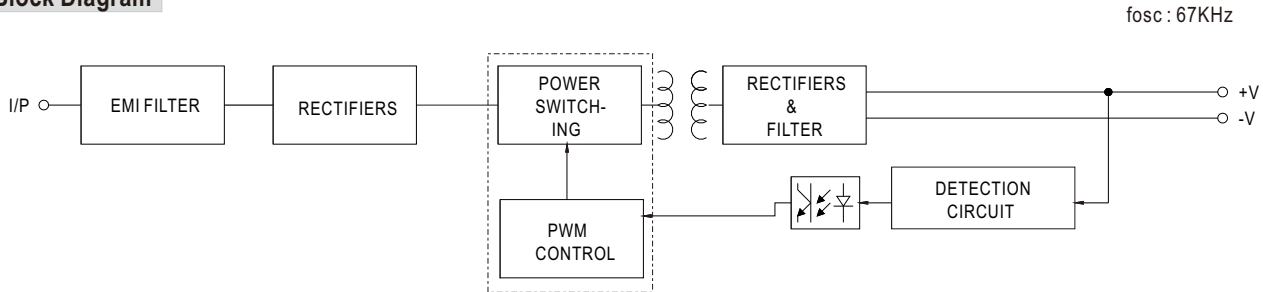 Block Diagram
fosc : 67KHz
I/P
EMI FILTER
RECTIFIERS
POWER
SWITCH-
ING
RECTIFIERS
&
FILTER
+V
-V
DETECTION
CIRCUIT
PWM
CONTROL